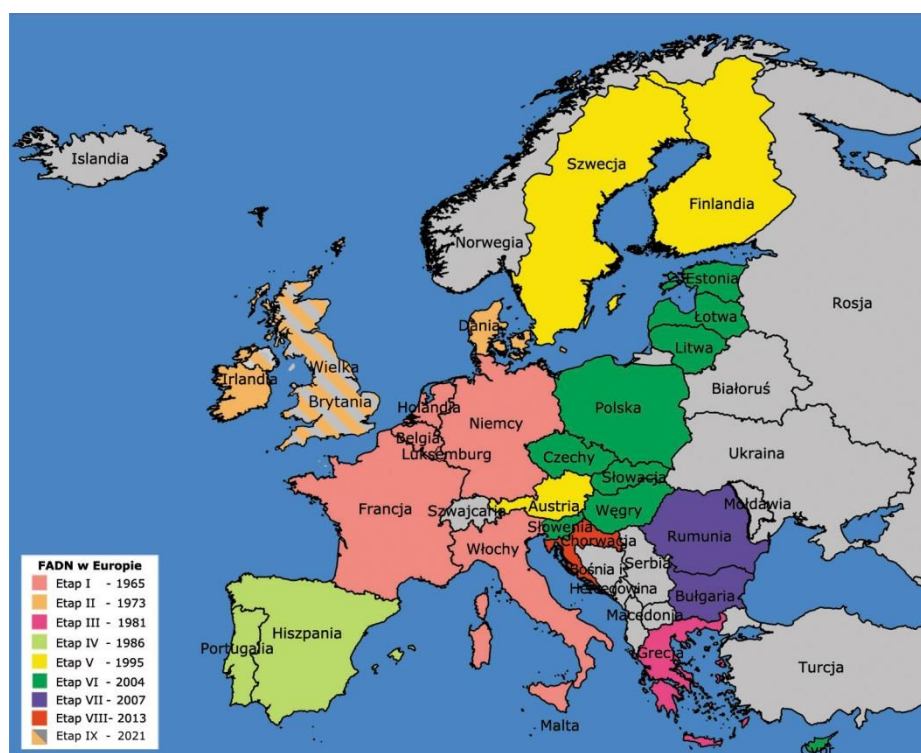 Islandia
Szwecja
Finlandia
Norwegia
Estonia
Rosja
Łotwa
Dania
Litwa
Wielka
Brytania
Irlandia
Białoruś
Holandia
Niemcy
Polska
Belgia
Luksemburg
Ukraina
Czechy
Słowacja
Francja
Szwajcaria
Austria
Węgry
Mołdawia
Słowenia
Chorwacja
Rumunia
Włochy
Bośnia i
Hercegowina
Serbia
Bułgaria
Macedonia
Hiszpania
Portugalia
Grecja
Turcja
Malta
Cypr
FADN w Europie
Etap I - 1965
Etap II - 1973
Etap III - 1981
Etap IV - 1986
Etap V - 1995
Etap VI - 2004
Etap VII - 2007
Etap VIII- 2013
Etap IX - 2021